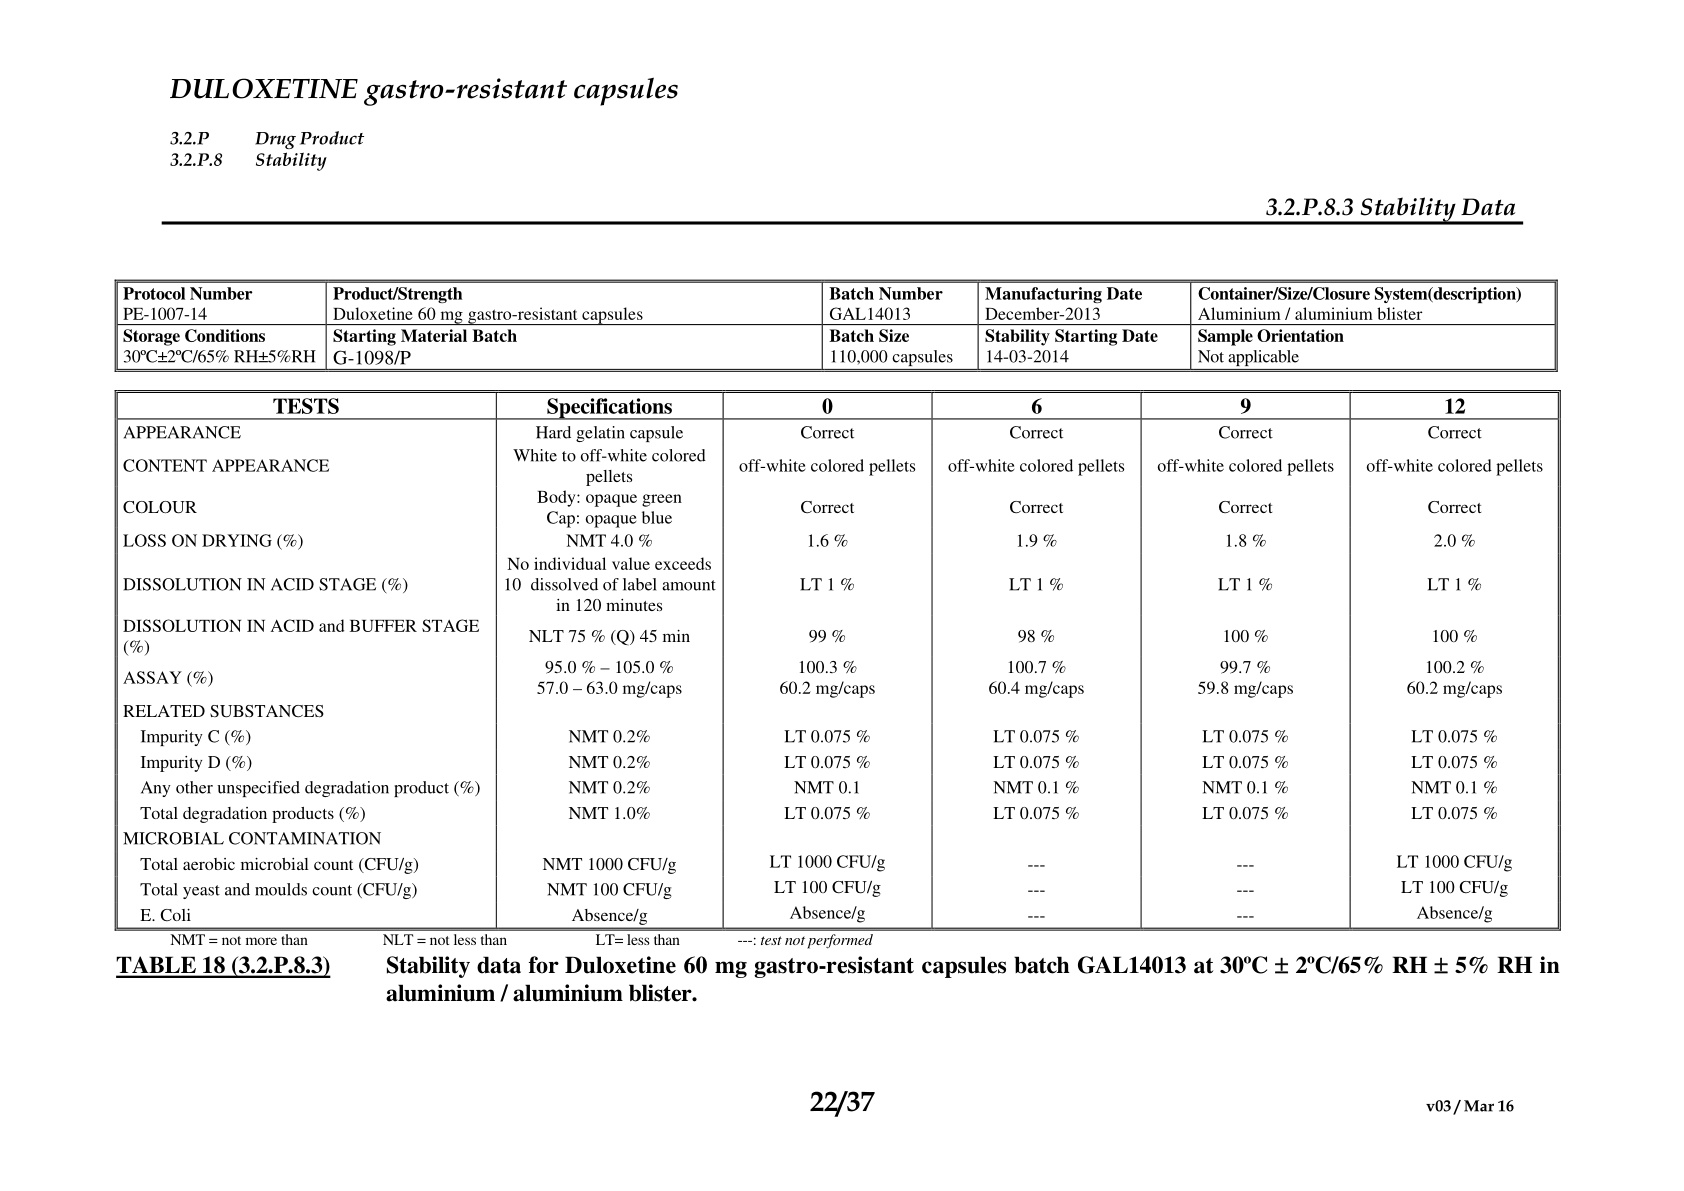 DULOXETINE gastro-resistant capsules
3.2.P Drug Product
3.2.P.8 Stability
3.2.P.8.3 Stability Data
Protocol Number Product/Strength Batch Number Manufacturing Date Container/Size/Closure System(description)
PE-1007-14 Duloxetine 60 mg gastro-resistant capsules GAL14013 December-2013 Aluminium / aluminium blister
Storage Conditions Starting Material Batch Batch Size Stability Starting Date Sample Orientation
30ºC±2ºC/65% RH±5%RH G-1098/P 110,000 capsules 14-03-2014 Not applicable
TESTS Specifications 0 6 9 12
APPEARANCE Hard gelatin capsule Correct Correct Correct Correct
CONTENT APPEARANCE White to off-white colored
pellets off-white colored pellets off-white colored pellets off-white colored pellets off-white colored pellets
COLOUR Body: opaque green
Cap: opaque blue Correct Correct Correct Correct
LOSS ON DRYING (%) NMT 4.0 % 1.6 % 1.9 % 1.8 % 2.0 %
DISSOLUTION IN ACID STAGE (%) No individual value exceeds
10 dissolved of label amount
in 120 minutes LT 1 % LT 1 % LT 1 % LT 1 %
DISSOLUTION IN ACID and BUFFER STAGE
(%) NLT 75 % (Q) 45 min 99 % 98 % 100 % 100 %
ASSAY (%) 95.0 % – 105.0 % 100.3 % 100.7 % 99.7 % 100.2 %
57.0 – 63.0 mg/caps 60.2 mg/caps 60.4 mg/caps 59.8 mg/caps 60.2 mg/caps
RELATED SUBSTANCES
Impurity C (%) NMT 0.2% LT 0.075 % LT 0.075 % LT 0.075 % LT 0.075 %
Impurity D (%) NMT 0.2% LT 0.075 % LT 0.075 % LT 0.075 % LT 0.075 %
Any other unspecified degradation product (%) NMT 0.2% NMT 0.1 NMT 0.1 % NMT 0.1 % NMT 0.1 %
Total degradation products (%) NMT 1.0% LT 0.075 % LT 0.075 % LT 0.075 % LT 0.075 %
MICROBIAL CONTAMINATION
Total aerobic microbial count (CFU/g) NMT 1000 CFU/g LT 1000 CFU/g --- --- LT 1000 CFU/g
Total yeast and moulds count (CFU/g) NMT 100 CFU/g LT 100 CFU/g --- --- LT 100 CFU/g
E. Coli Absence/g Absence/g --- --- Absence/g
NMT = not more than NLT = not less than LT= less than ---: test not performed
TABLE 18 (3.2.P.8.3) Stability data for Duloxetine 60 mg gastro-resistant capsules batch GAL14013 at 30ºC ± 2ºC/65% RH ± 5% RH in
aluminium / aluminium blister.
22/37
v03 / Mar 16